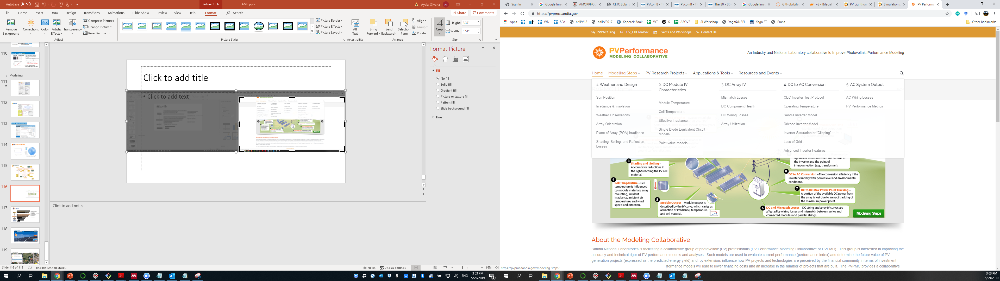 AutoSave Off
Picture Tools
AM3.pptx
Ayala, Silvana AS
File Home Insert Draw Design Transitions Animations Slide Show Review View Help Format Search
Share Comments
Remove Background
Corrections
Color
Artistic Effects
Transparency
Compress Pictures
Change Picture
Reset Picture
Adjust
Picture Border
Picture Effects
Picture Layout
Picture Styles
Alt Text
Accessibility
Bring Forward
Send Backward
Selection Pane
Align
Group
Rotate
Arrange
Crop
Height: 3.37"
Width: 6.51"
Size
110
Modeling
111
112
113
114
115
116
117
118
119
Click to add title
• Click to add text
Click to add notes
Format Picture
Fill
No fill
Solid fill
Gradient fill
Picture or texture fill
Pattern fill
Slide background fill
Line
Slide 116 of 119 English (United States)
Notes Display Settings 66%
ENG 3:03 PM
5/29/2019
Sign In
Google Ima
AMORPHOU
CETC Solar E
PVcomB - Th
PVcomB - Th
The 30 x 30
Google Ima
GitHub/bifa
v3 - Bifacial
PV Lighthou
Simulation p
PV Perform
https://pvpmc.sandia.gov
Apps WN SPA bifiPV18 bifiPV2017 Kopecek Book WT S ABOVE Si Workshop Yoga@NREL Yoga ET Prana Other bookmarks
PVPMC Blog PV_LIB Toolbox Events and Workshops Contact Us
PVPerformance
MODELING COLLABORATIVE
An Industry and National Laboratory collaborative to Improve Photovoltaic Performance Modeling
Home Modeling Steps PV Research Projects Applications & Tools Resources and Events
1. Weather and Design
Sun Position
Irradiance & Insolation
Weather Observations
Array Orientation
Plane of Array (POA) Irradiance
Shading, Soiling, and Reflection
Losses
2. DC Module IV
Characteristics
Module Temperature
Cell Temperature
Effective Irradiance
Single Diode Equivalent Circuit
Models
Point-value models
3. DC Array IV
Mismatch Losses
DC Component Health
DC Wiring Losses
Array Utilization
4. DC to AC Conversion
CEC Inverter Test Protocol
Operating Temperature
Sandia Inverter Model
Driesse Inverter Model
Inverter Saturation or “Clipping”
Loss of Grid
Advanced Inverter Features
5. AC System Output
AC Wiring Losses
PV Performance Metrics
3
Shading and Soiling –
Accounts for reductions in
the light reaching the PV cell
material.
4
Cell Temperature – Cell
temperature is influenced
by module materials, array
mounting, incident
irradiance, ambient air
temperature, and wind
speed and direction.
5
Module Output – Module output is
described by the IV curve, which varies as
a function of irradiance, temperature,
and cell material.
significant losses between the AC side of
the inverter and the point of
interconnection (e.g., transformer).
8
DC to AC Conversion –The conversion efficiency if the
inverter can vary with power level and environmental
conditions.
7
DC to DC Max Power Point Tracking –
A portion of the available DC power from
the array is lost due to inexact tracking of
the maximum power point.
6
DC and Mismatch Losses – DC string and array IV curves are
affected by wiring losses and mismatch between series and
connected modules and parallel strings.
Modeling Steps
About the Modeling Collaborative
Sandia National Laboratories is facilitating a collaborative group of photovoltaic (PV) professionals (PV Performance Modeling Collaborative or PVPMC). This group is interested in improving the
accuracy and technical rigor of PV performance models and analyses. Such models are used to evaluate current performance (performance index) and determine the future value of PV
generation projects (expressed as the predicted energy yield) and, by extension, influence how PV projects and technologies are perceived by the financial community in terms of investment
rformance models will lead to lower financing costs and an increase in the number of projects that are built. The PVPMC provides a collaborative
https://pvpmc.sandia.gov/modeling-steps/
3:03 PM
5/29/2019